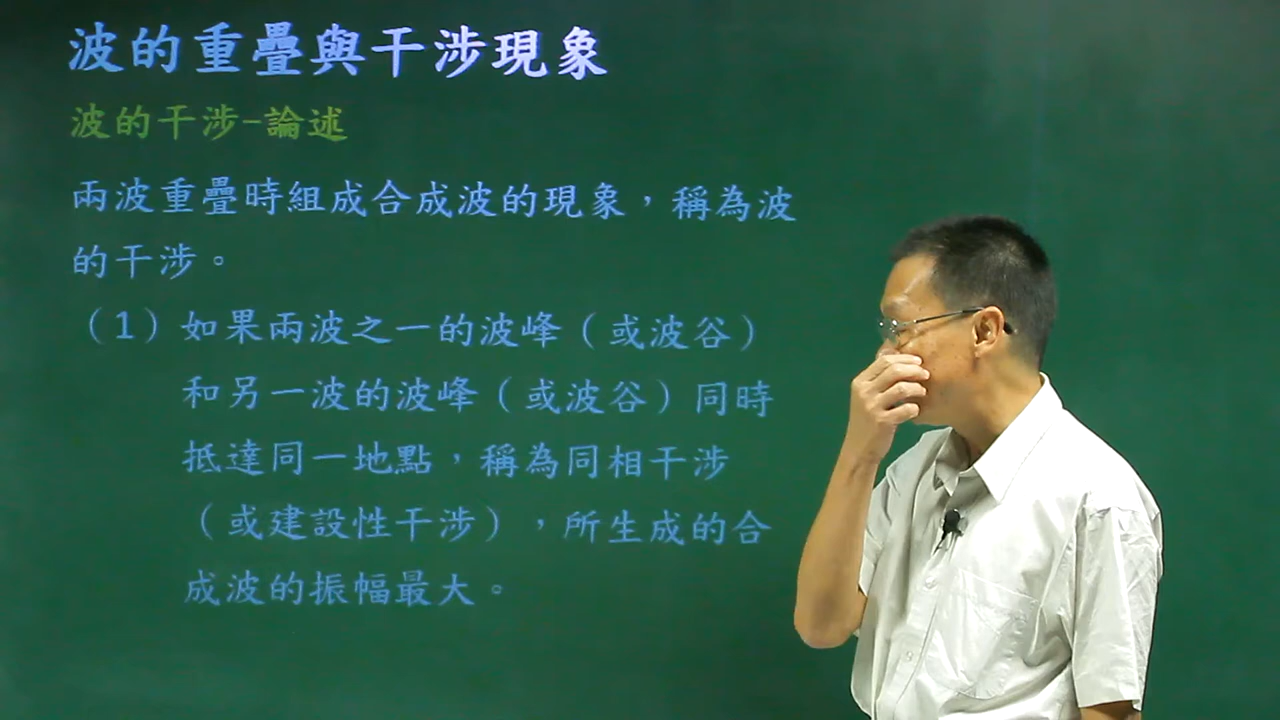 波的重疊與干涉現象
波的干涉-論述
兩波重疊時組成合成波的現象，稱為波
的干涉。
（1）如果兩波之一的波峰（或波谷）
和另一波的波峰（或波谷）同時
抵達同一地點，稱為同相干涉
（或建設性干涉），所生成的合
成波的振幅最大。